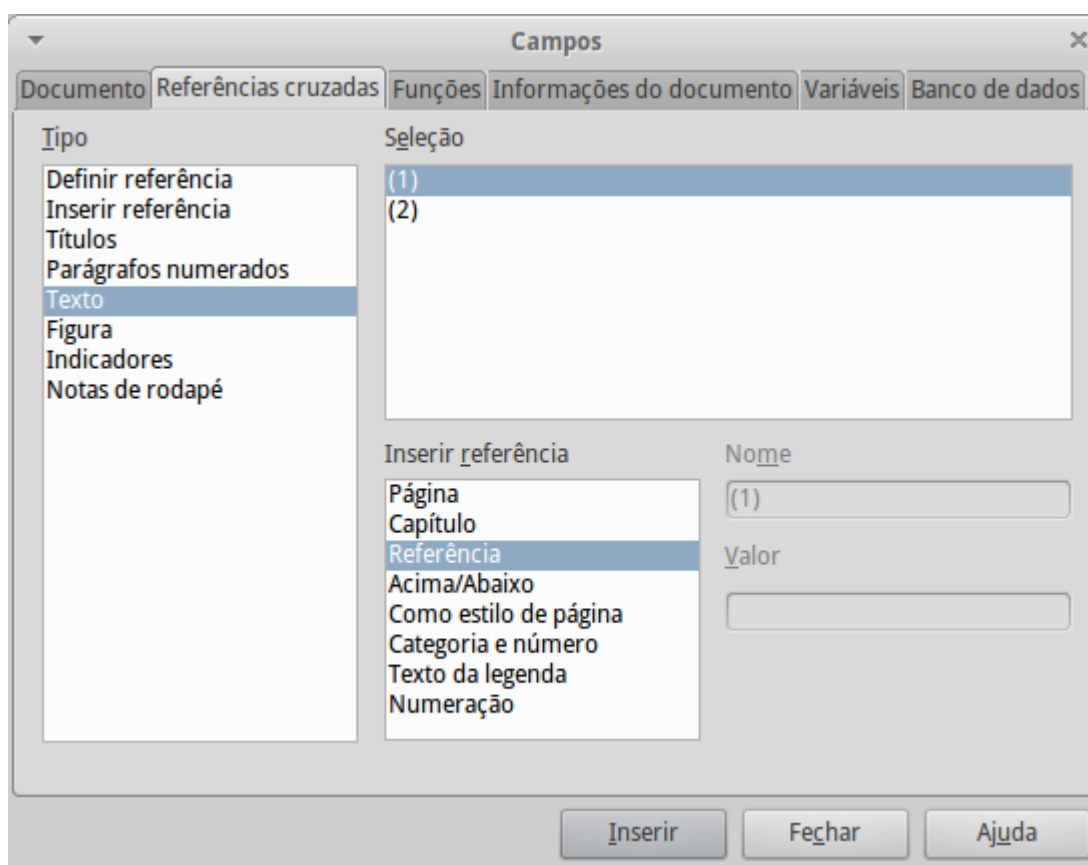 Campos
Documento Referências cruzadas Funções Informações do documento Variáveis Banco de dados
Tipo
Definir referência
Inserir referência
Títulos
Parágrafos numerados
Texto
Figura
Indicadores
Notas de rodapé
Seleção
(1)
(2)
Inserir referência
Página
Capítulo
Referência
Acima/Abaixo
Como estilo de página
Categoria e número
Texto da legenda
Numeração
Nome
(1)
Valor
Inserir Fechar Ajuda